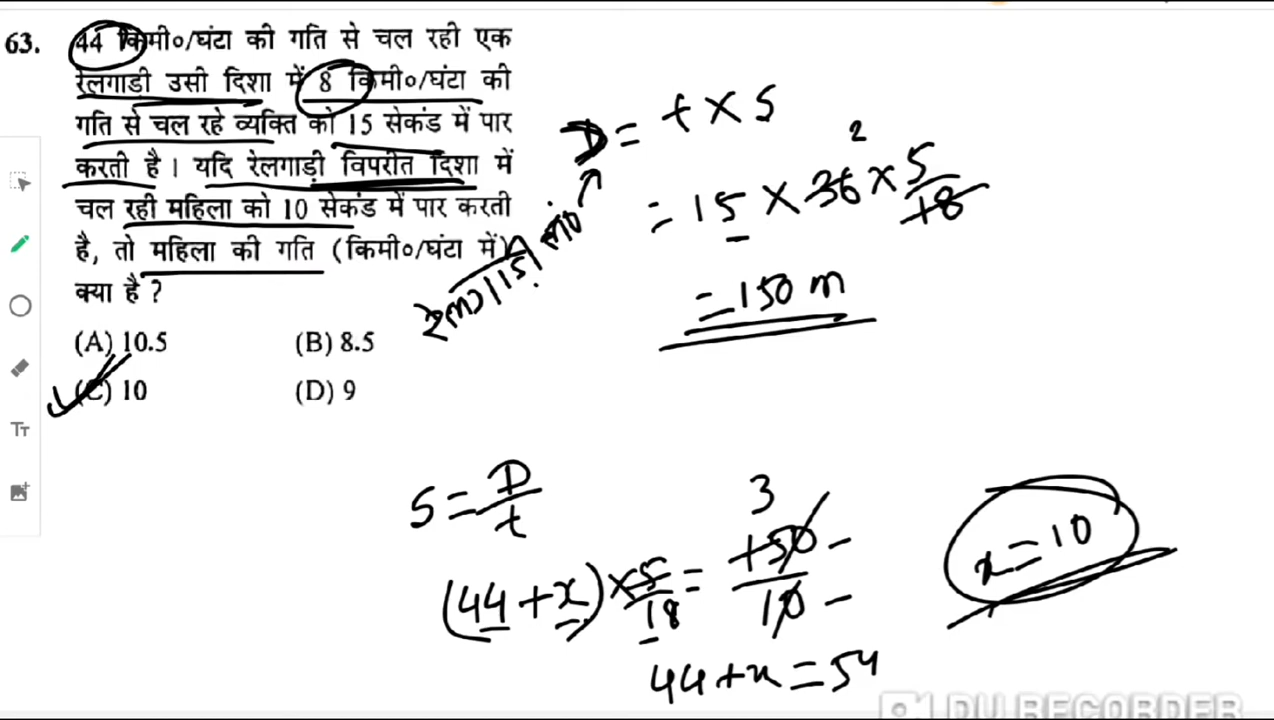 63. 44 किमी०/घंटा की गति से चल रही एक
रेलगाड़ी उसी दिशा में 8 किमी०/घंटा की
गति से चल रहे व्यक्ति को 15 सेकंड में पार
करती है। यदि रेलगाड़ी विपरीत दिशा में
चल रही महिला को 10 सेकंड में पार करती
है, तो महिला की गति (किमी०/घंटा में)
क्या है ?
(A) 10.5 (B) 8.5
(C) 10 (D) 9
D = t × S
2
= 15 × 36 × 5/18
= 150 m
S = D/t
3
(44 + x) × 5/18 = 150/10
44 + x = 54
x = 10
DU RECORDER
Tт